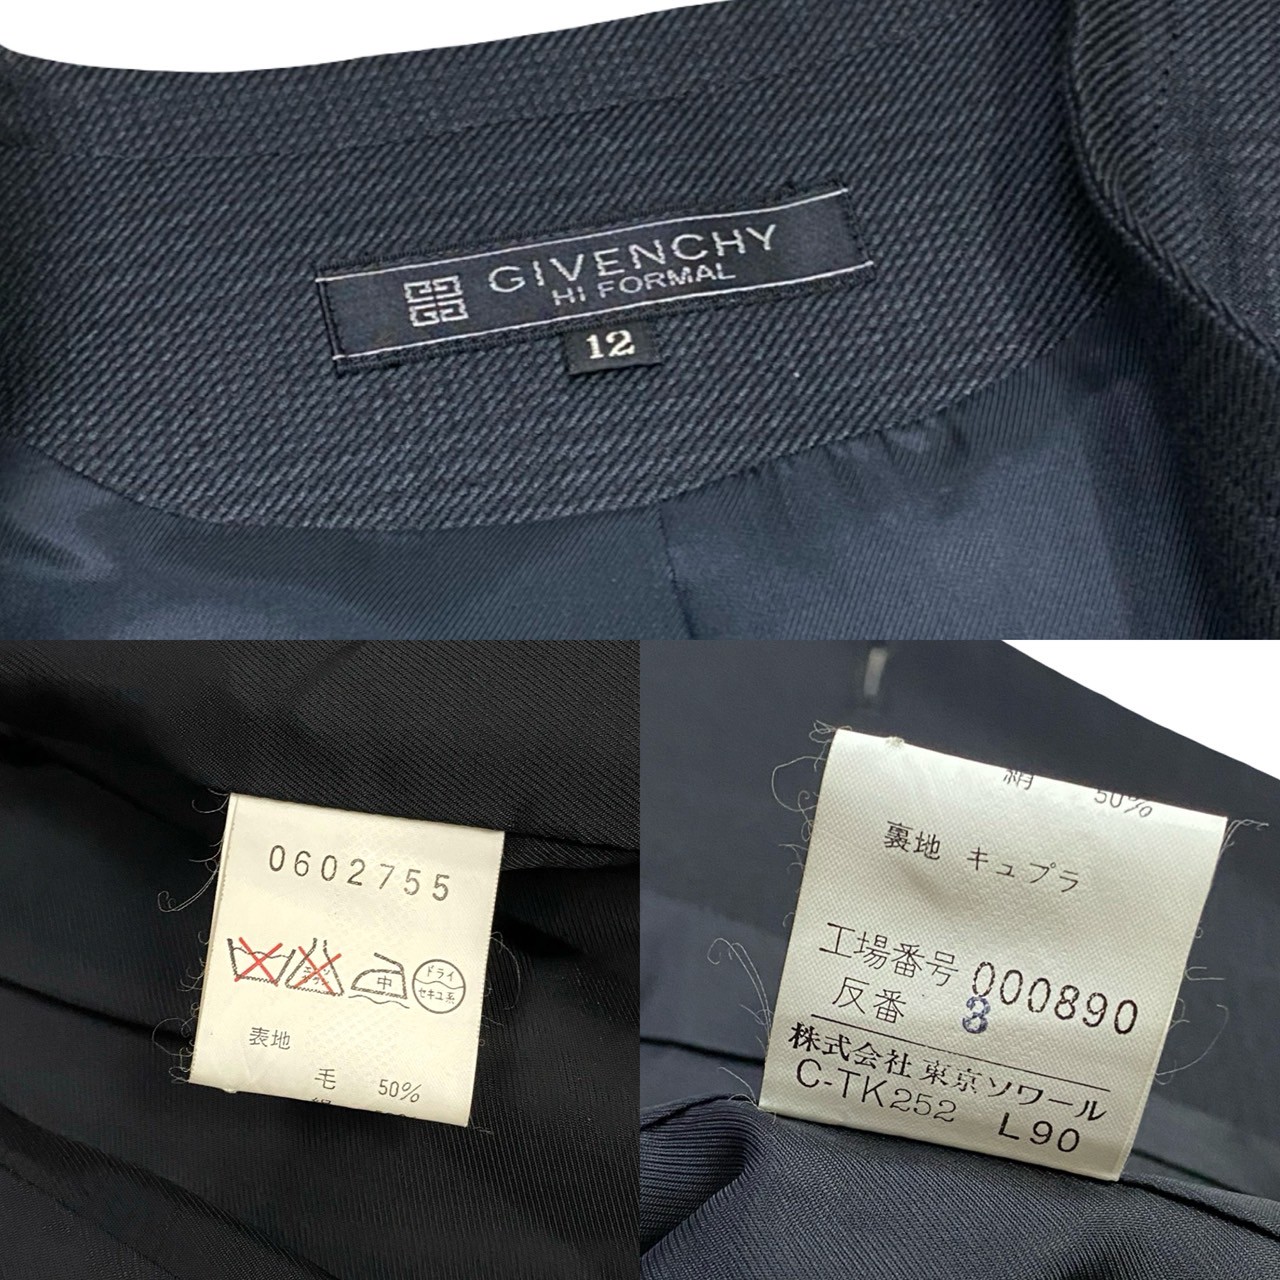 GIVENCHY
HI FORMAL
12
0602755
中
ドライ
セキユ系
表地
毛 50%
絹 50%
裏地 キュプラ
工場番号 000890
反番 3
株式会社 東京ソワール
C-TK252 L90